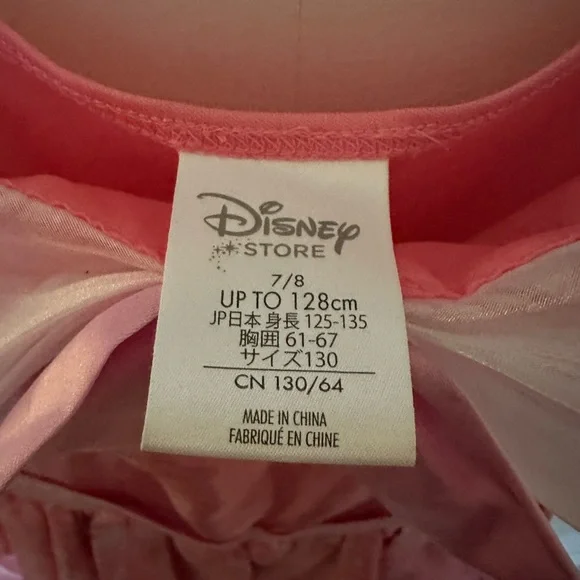 Disney
STORE
7/8
UP TO 128cm
JP日本 身長 125-135
胸囲 61-67
サイズ130
CN 130/64
MADE IN CHINA
FABRIQUÉ EN CHINE